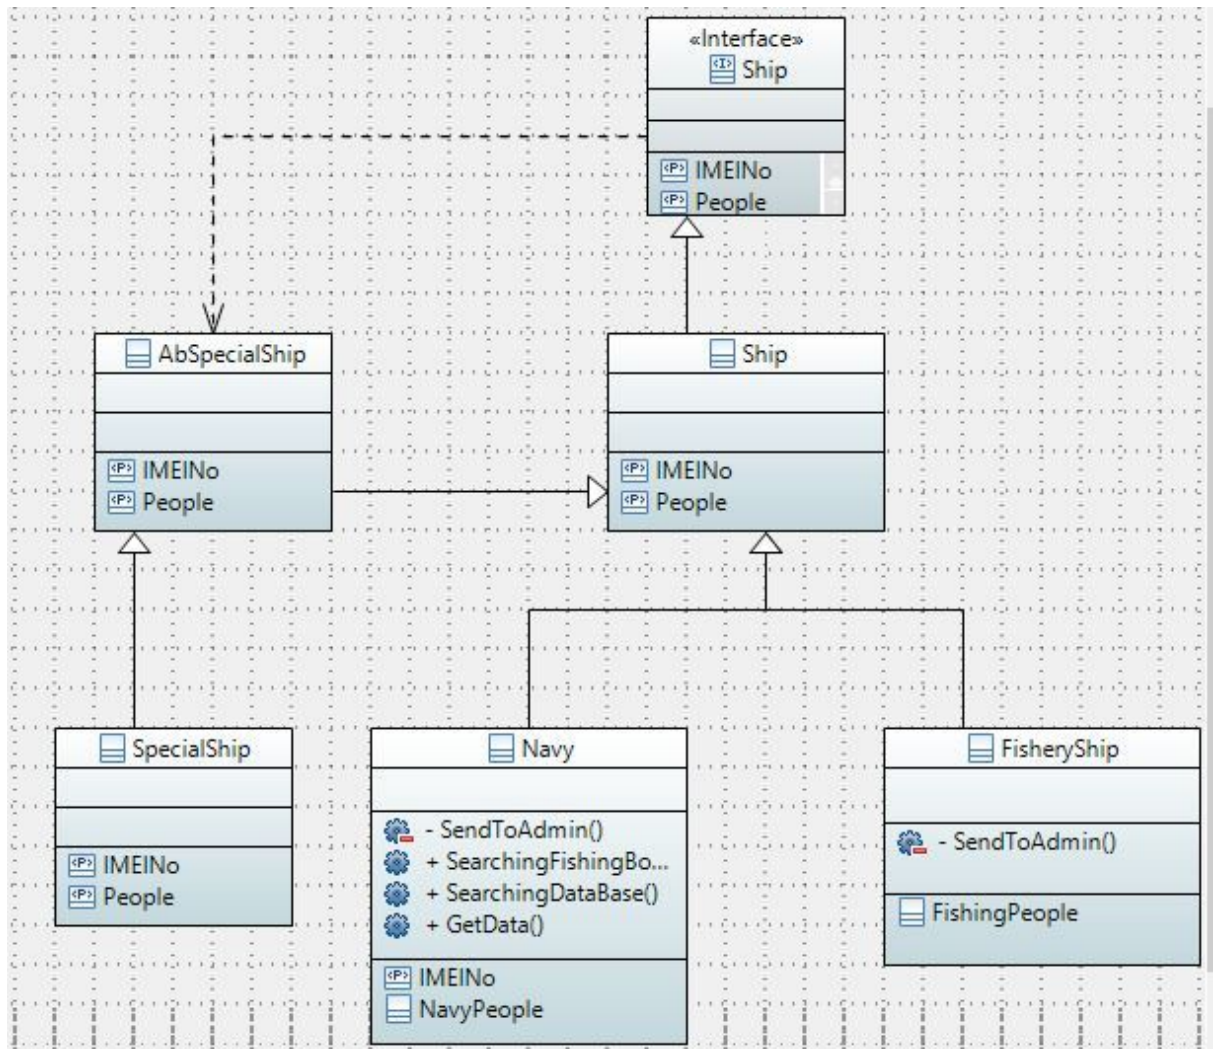 «Interface»
Ship
IMEINo
People
AbSpecialShip
IMEINo
People
Ship
IMEINo
People
SpecialShip
IMEINo
People
Navy
- SendToAdmin()
+ SearchingFishingBo...
+ SearchingDataBase()
+ GetData()
IMEINo
NavyPeople
FisheryShip
- SendToAdmin()
FishingPeople